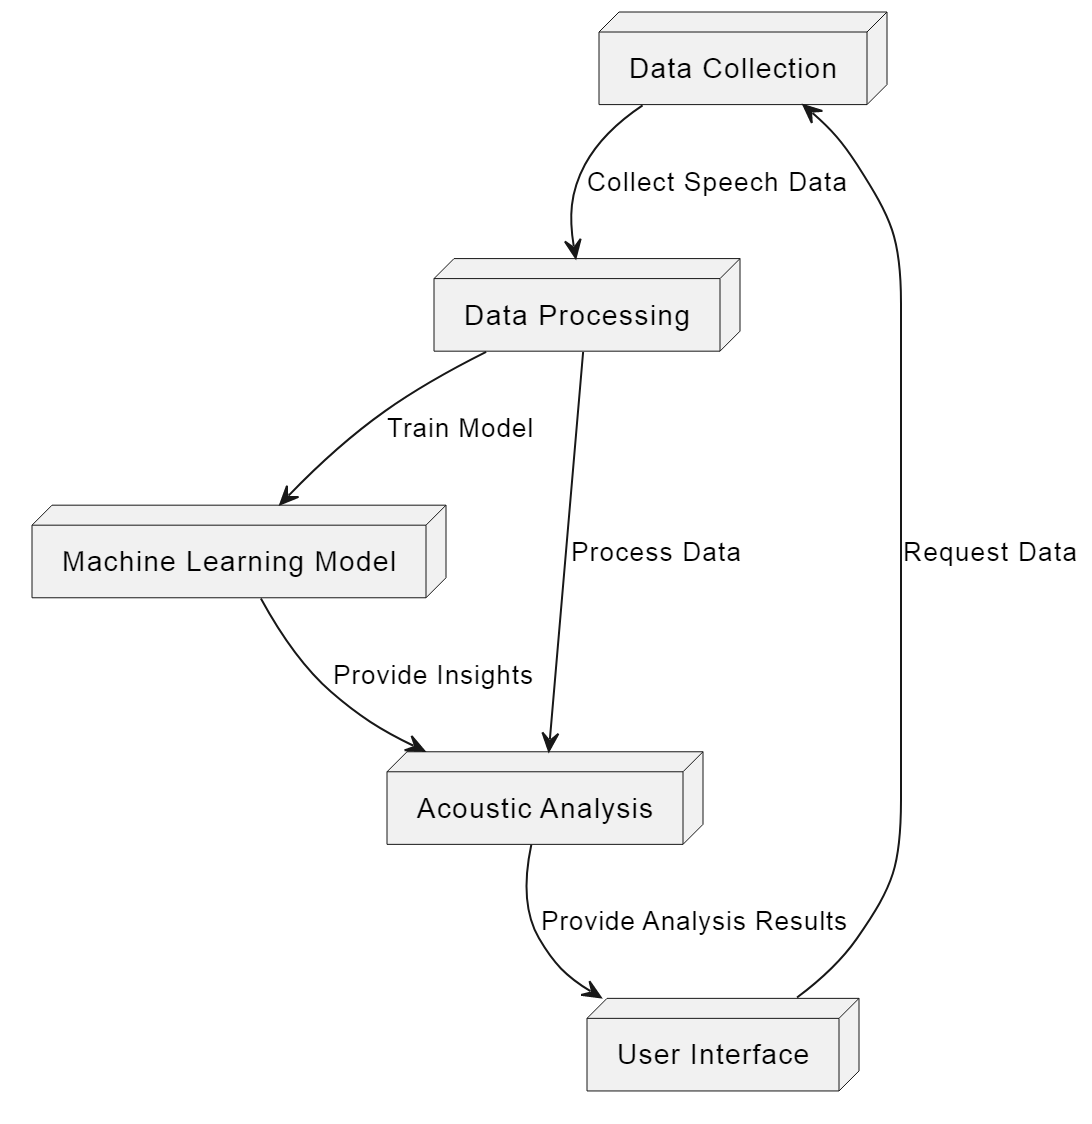 Data Collection
Collect Speech Data
Data Processing
Train Model
Process Data
Request Data
Machine Learning Model
Provide Insights
Acoustic Analysis
Provide Analysis Results
User Interface